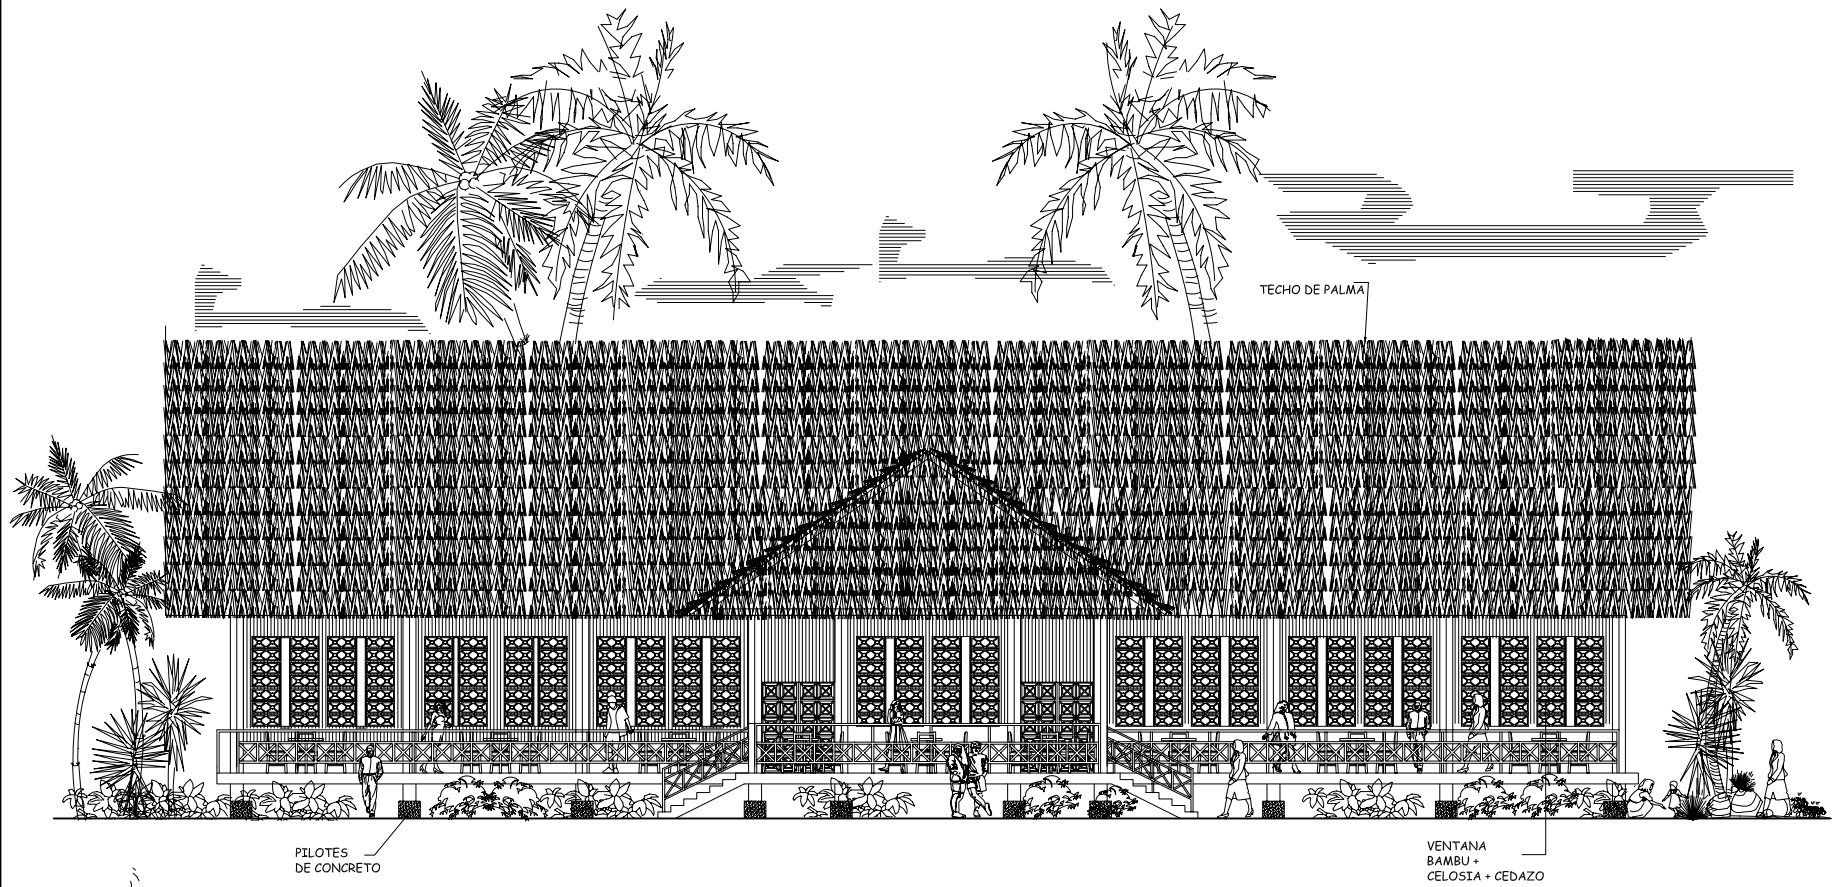 TECHO DE PALMA
PILOTES
DE CONCRETO
VENTANA
BAMBU +
CELOSIA + CEDAZO